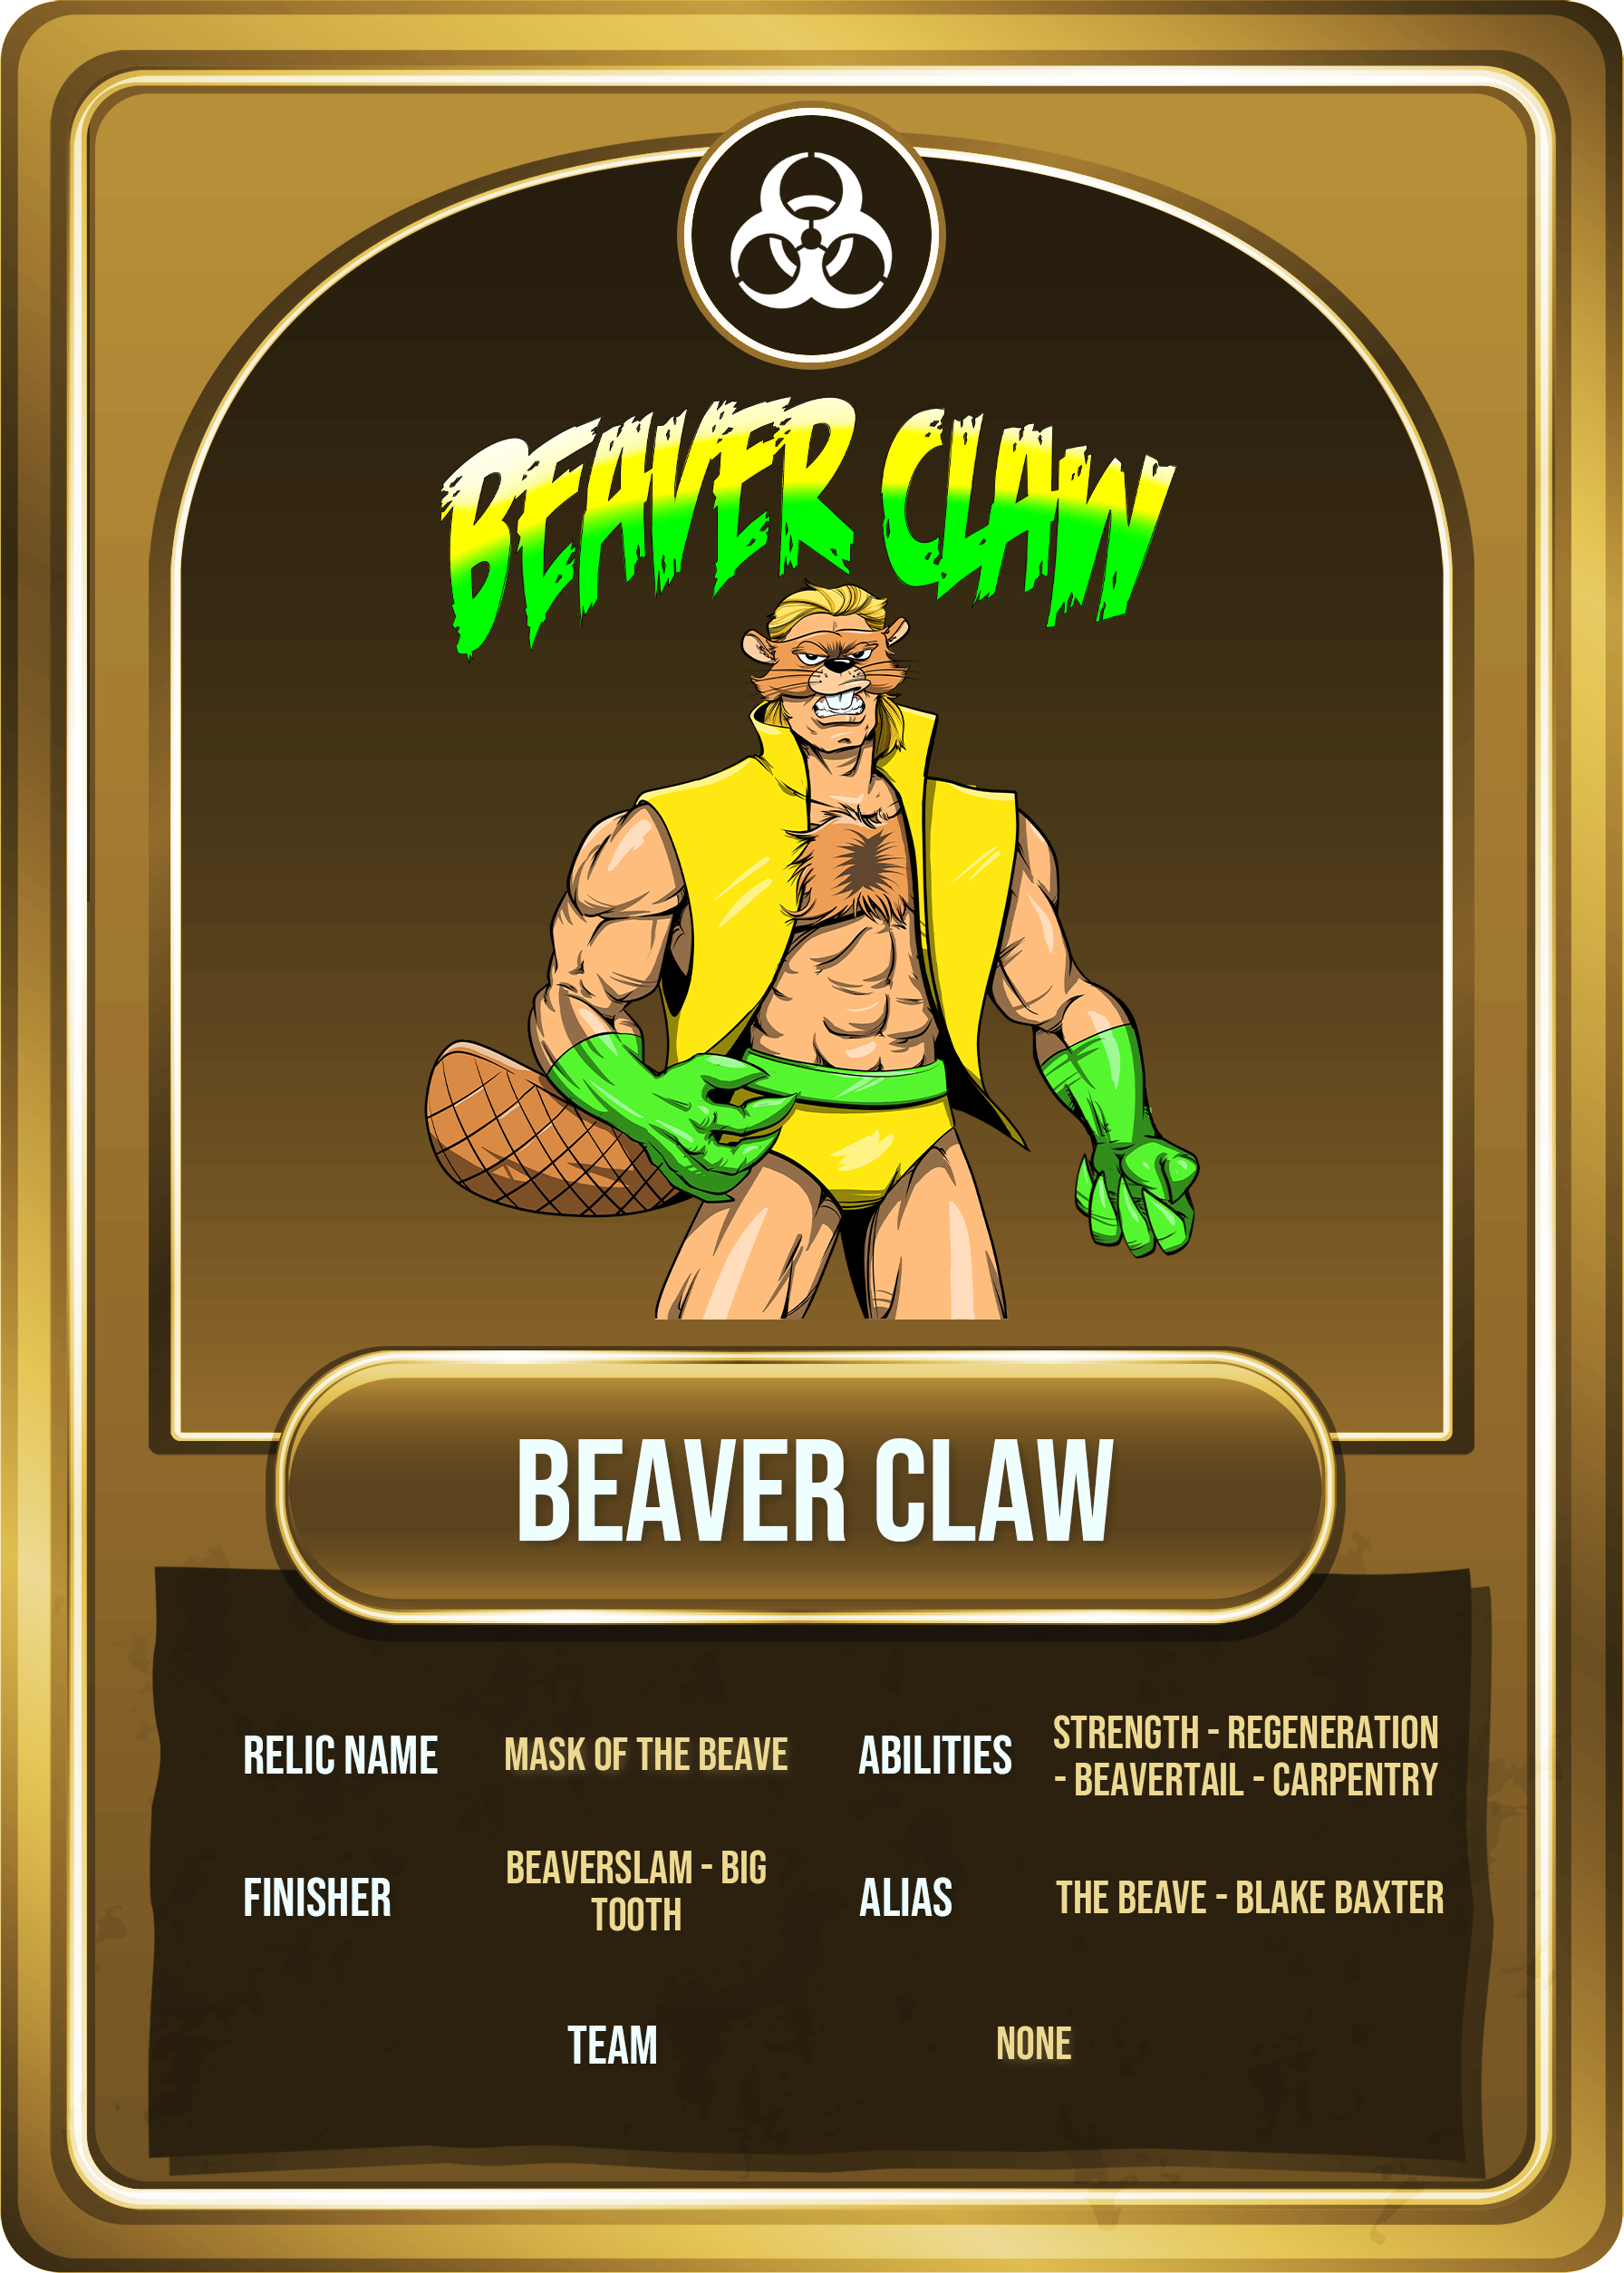 BEAVER CLAW
BEAVER CLAW
RELIC NAME
MASK OF THE BEAVE
ABILITIES
STRENGTH - REGENERATION
- BEAVERTAIL - CARPENTRY
FINISHER
BEAVERSLAM - BIG
TOOTH
ALIAS
THE BEAVE - BLAKE BAXTER
TEAM
NONE